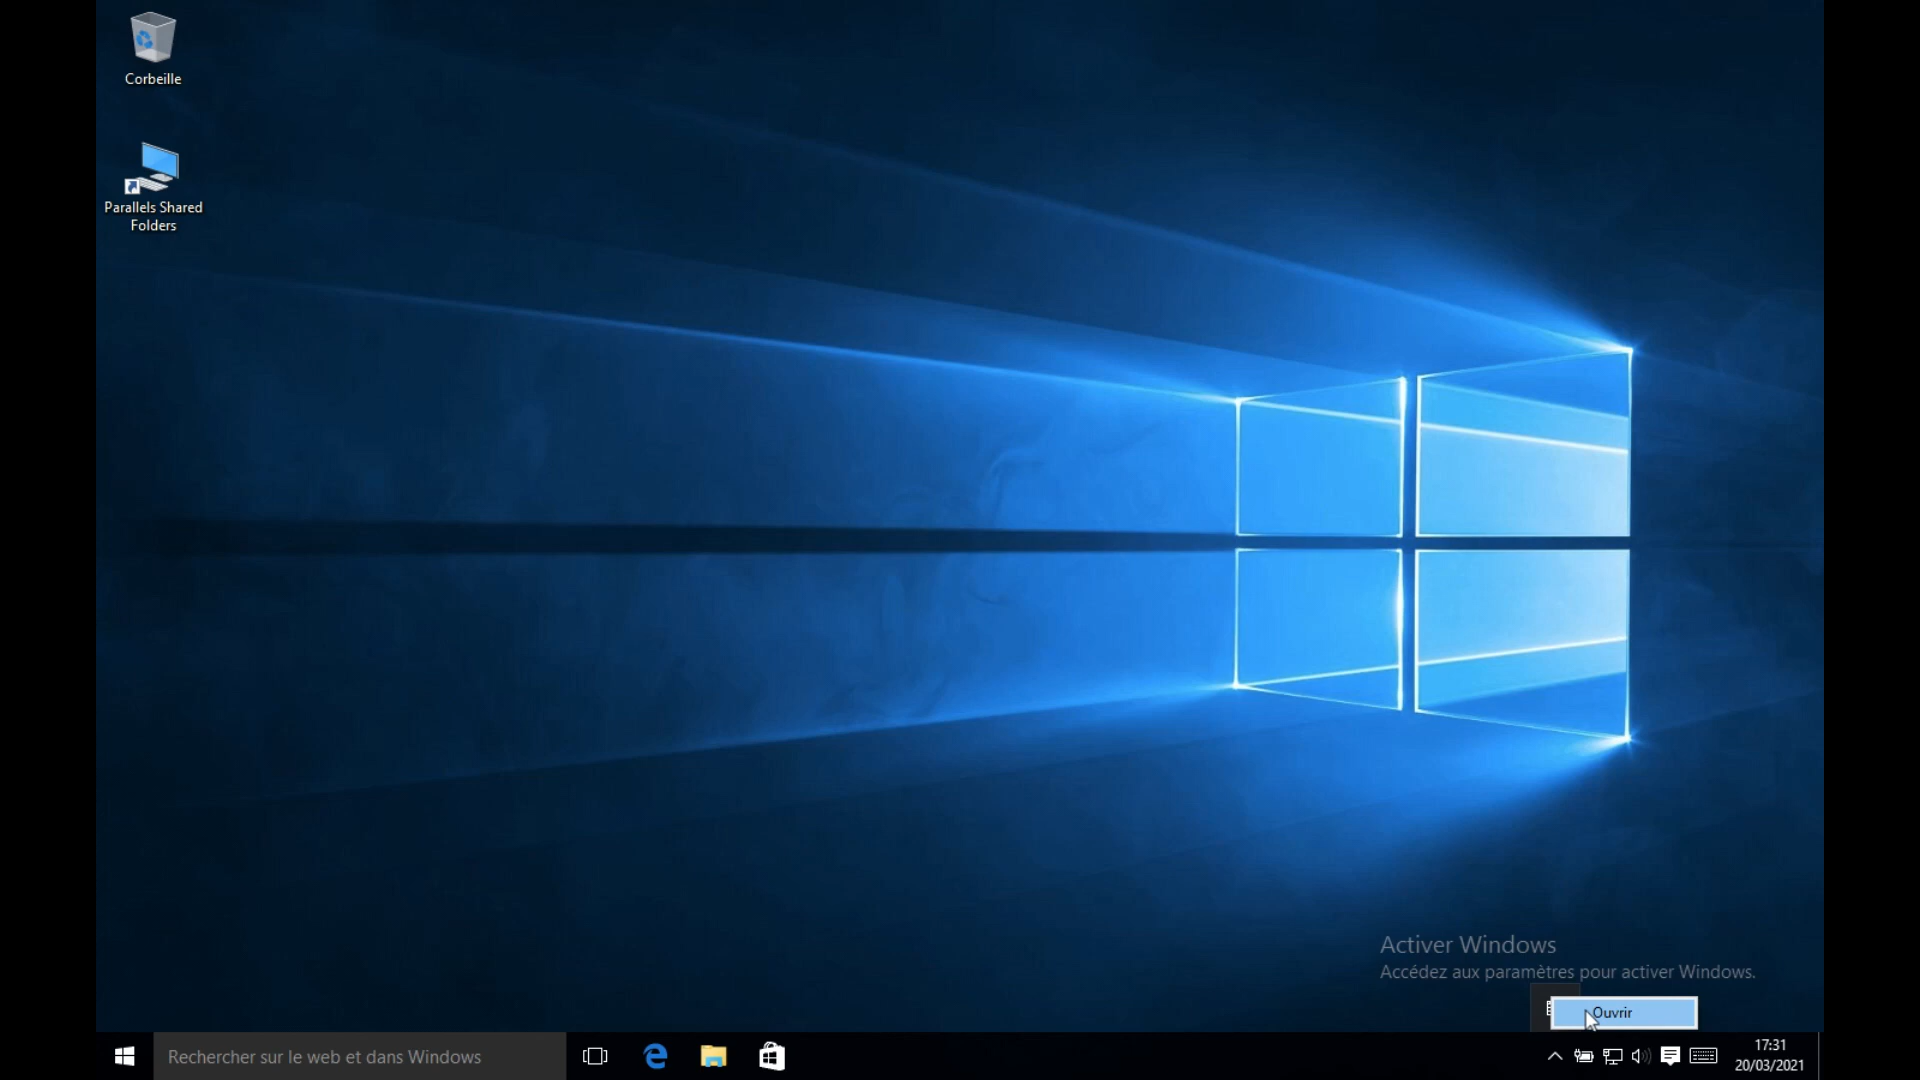 Corbeille
Parallels Shared
Folders
Activer Windows
Accédez aux paramètres pour activer Windows.
Ouvrir
Rechercher sur le web et dans Windows
17:31
20/03/2021